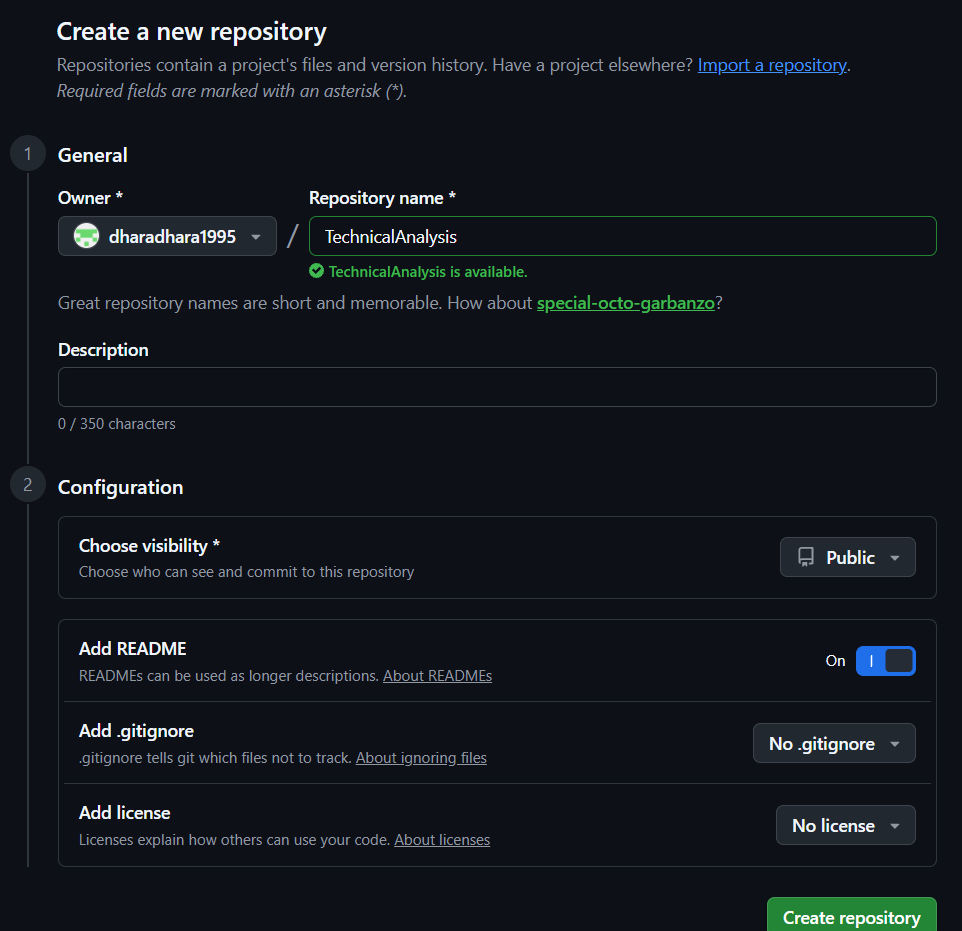 Create a new repository
Repositories contain a project's files and version history. Have a project elsewhere? Import a repository.
Required fields are marked with an asterisk (*).
1
General
Owner *
Repository name *
dharadhara1995
/
TechnicalAnalysis
TechnicalAnalysis is available.
Great repository names are short and memorable. How about special-octo-garbanzo?
Description
0 / 350 characters
2
Configuration
Choose visibility *
Choose who can see and commit to this repository
Public
Add README
READMEs can be used as longer descriptions. About READMEs
On
Add .gitignore
.gitignore tells git which files not to track. About ignoring files
No .gitignore
Add license
Licenses explain how others can use your code. About licenses
No license
Create repository